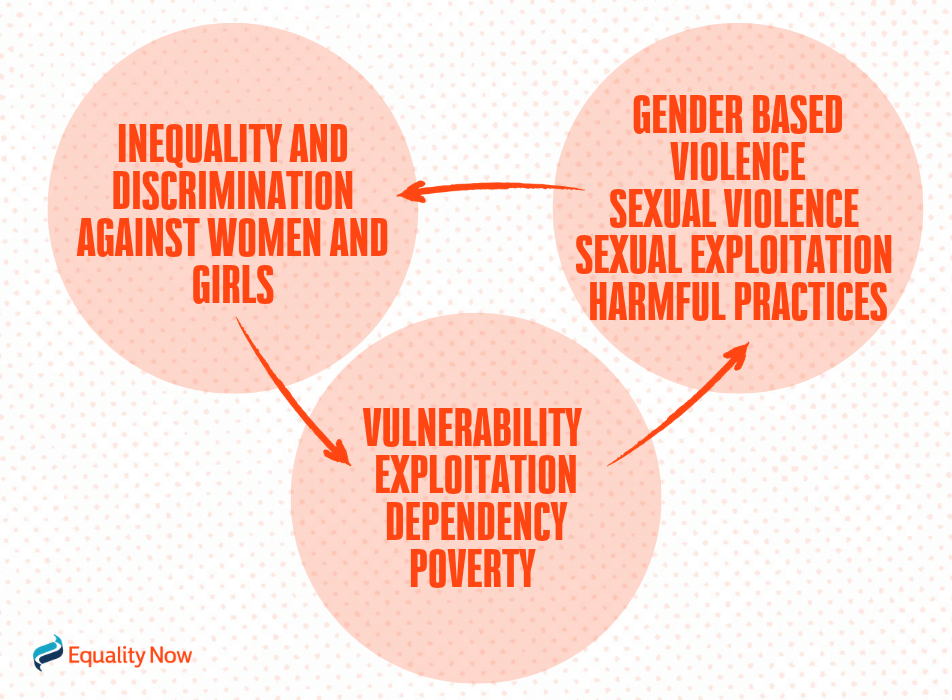 INEQUALITY AND
DISCRIMINATION
AGAINST WOMEN AND
GIRLS
GENDER BASED
VIOLENCE
SEXUAL VIOLENCE
SEXUAL EXPLOITATION
HARMFUL PRACTICES
VULNERABILITY
EXPLOITATION
DEPENDENCY
POVERTY
Equality Now